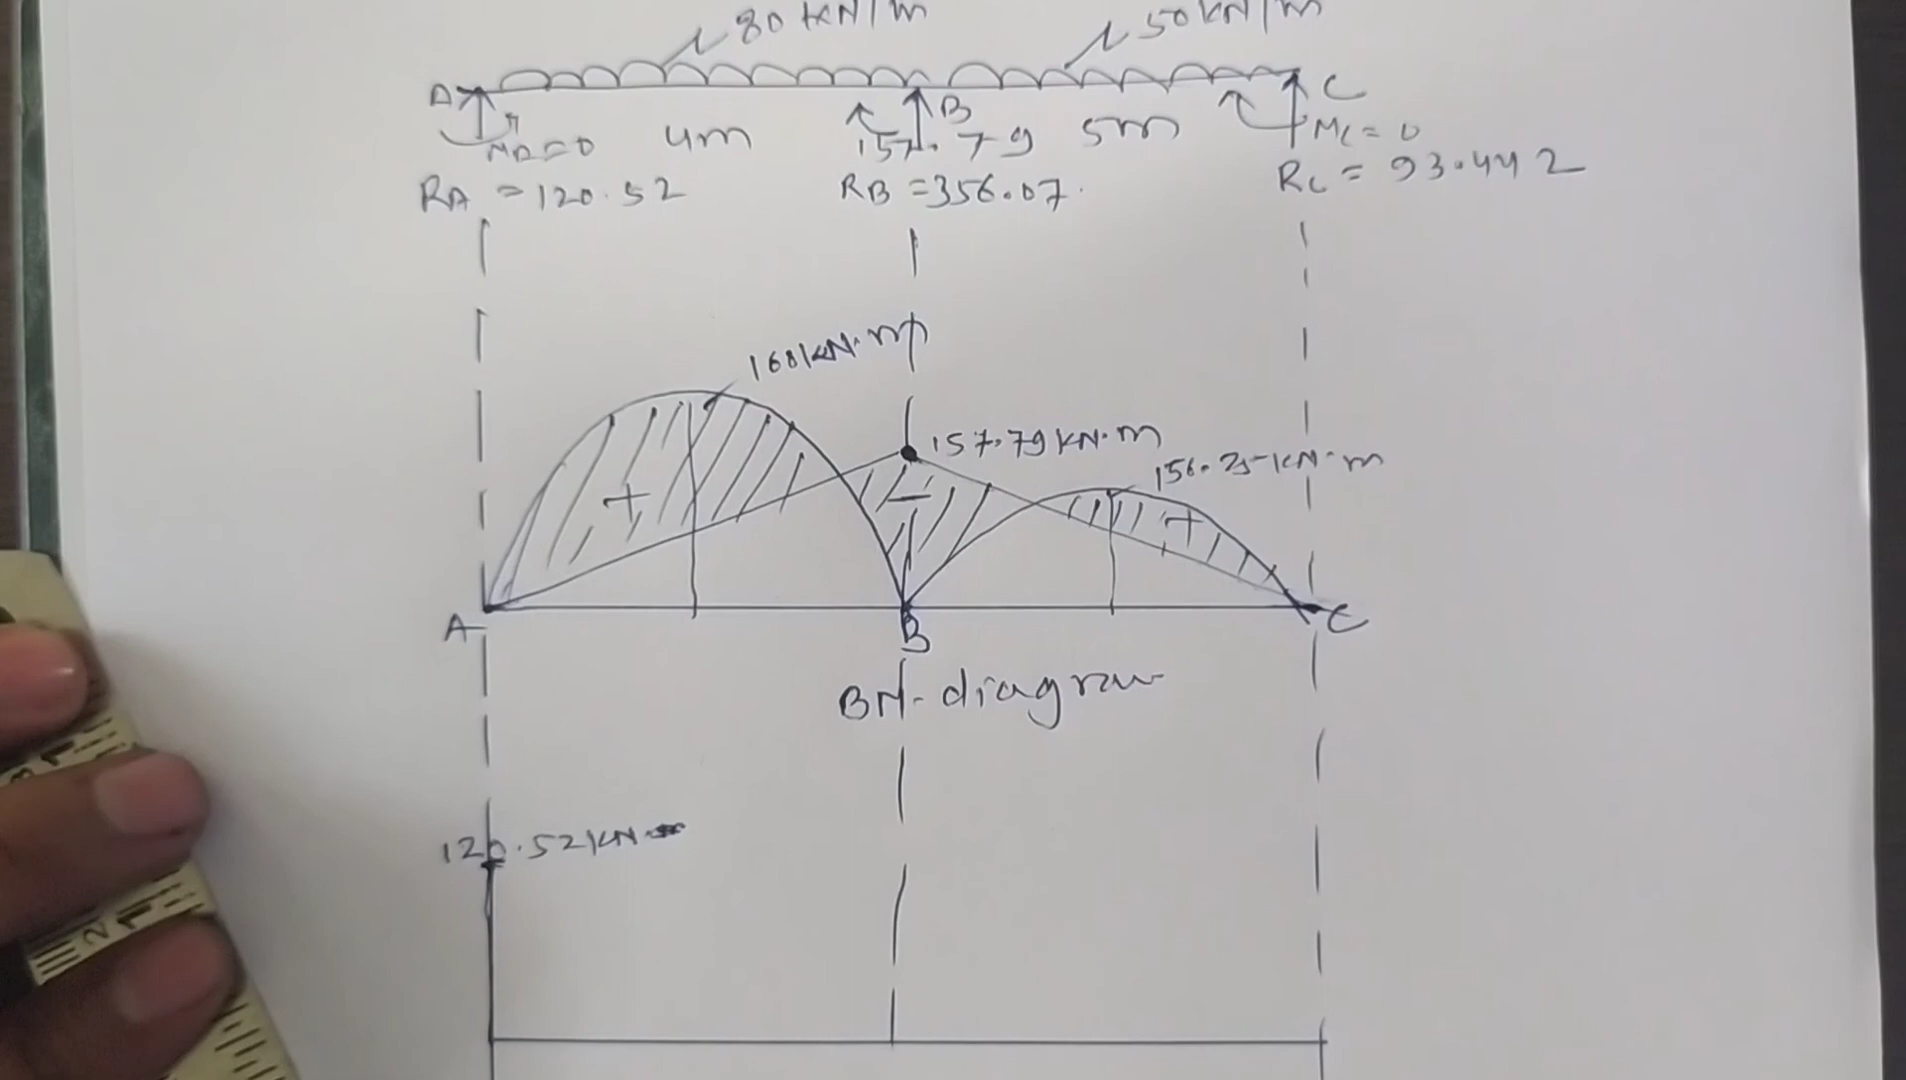 80 kN/m 50 kN/m
A B C
MA=0 4m 157.79 5m MC=0
RA = 120.52 RB = 356.07. RC = 93.442
160 kN.m
157.79 kN.m
156.25 kN.m
+ - +
A B C
BM-diagram
120.52 kN